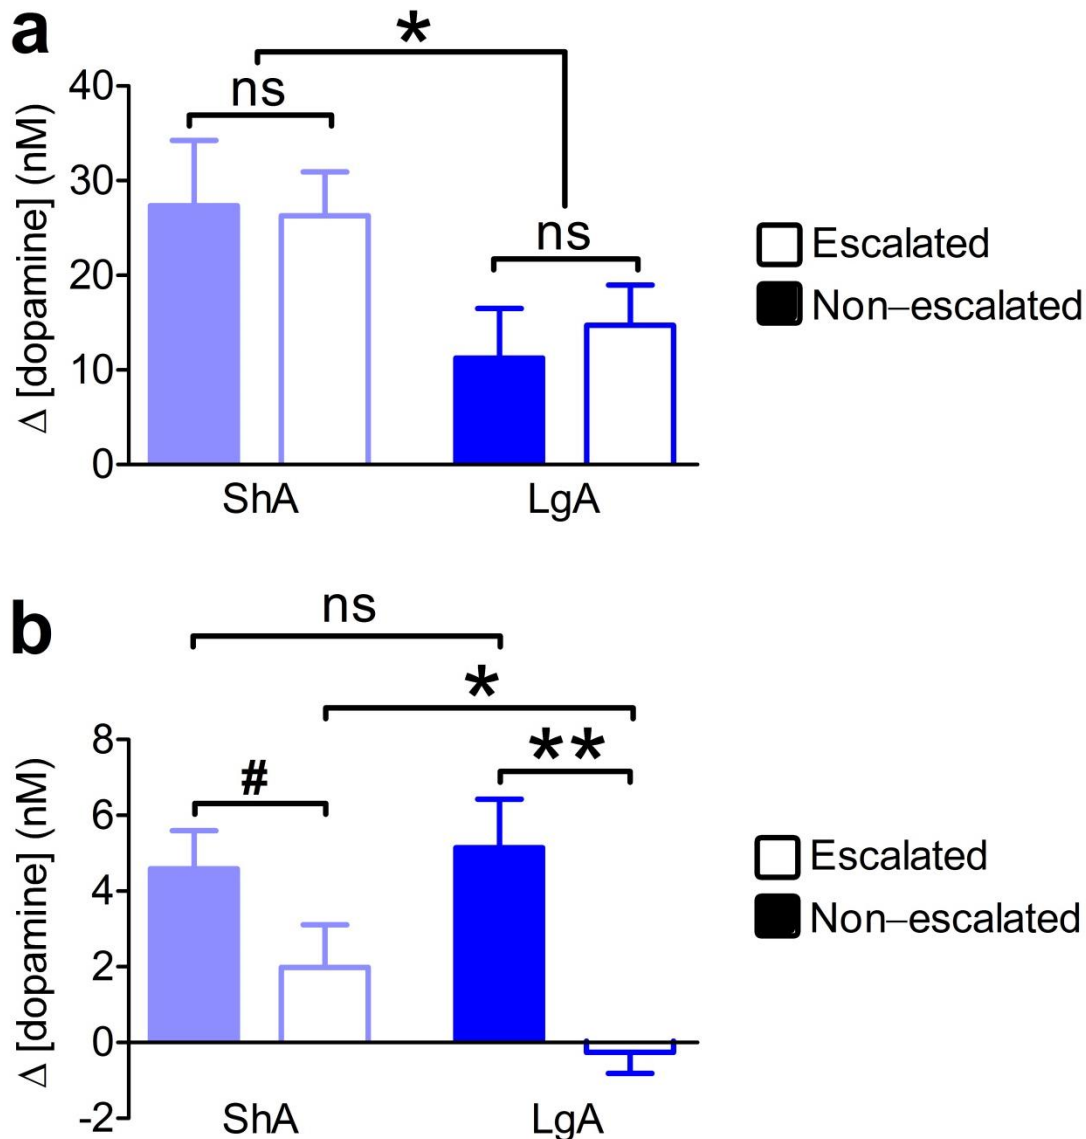 a
*
ns
40
30
20
10
0
Δ [dopamine] (nM)
ns
ShA
LgA
Escalated
Non–escalated
b
ns
*
**
#
8
6
4
2
0
-2
Δ [dopamine] (nM)
ShA
LgA
Escalated
Non–escalated